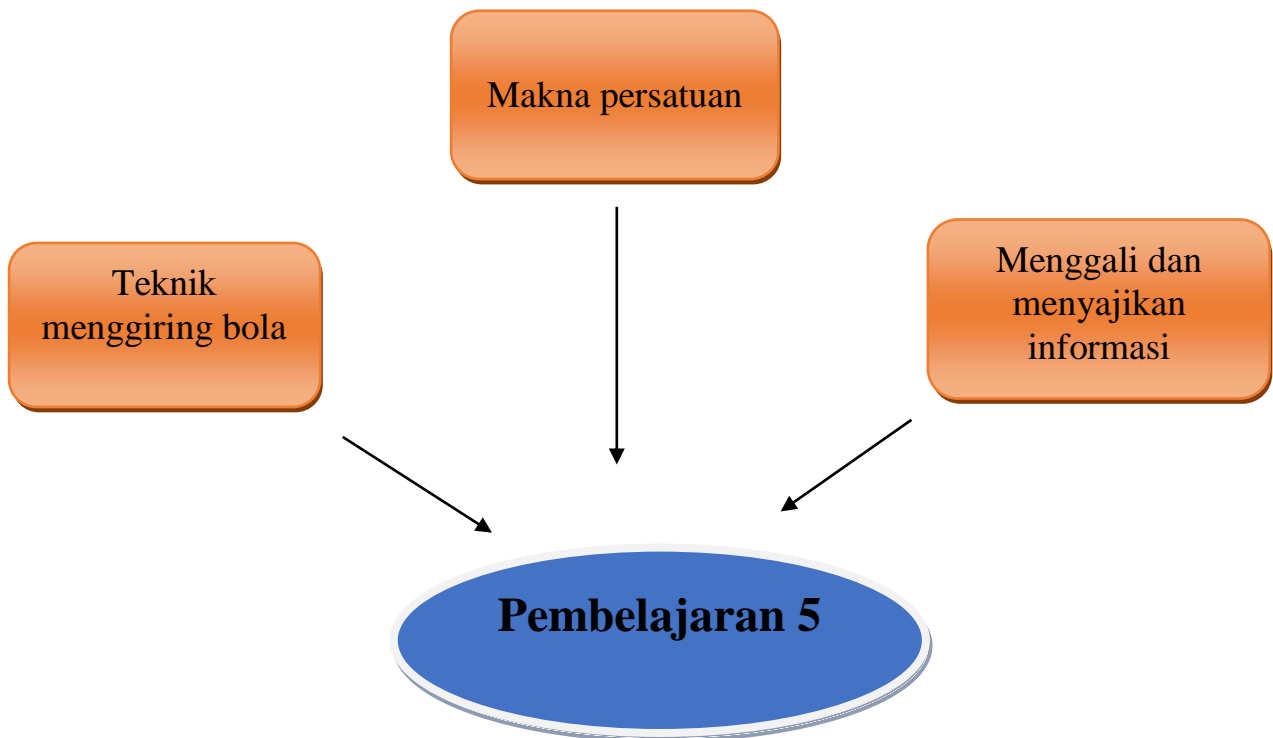 Makna persatuan
Teknik
menggiring bola
Menggali dan
menyajikan
informasi
Pembelajaran 5